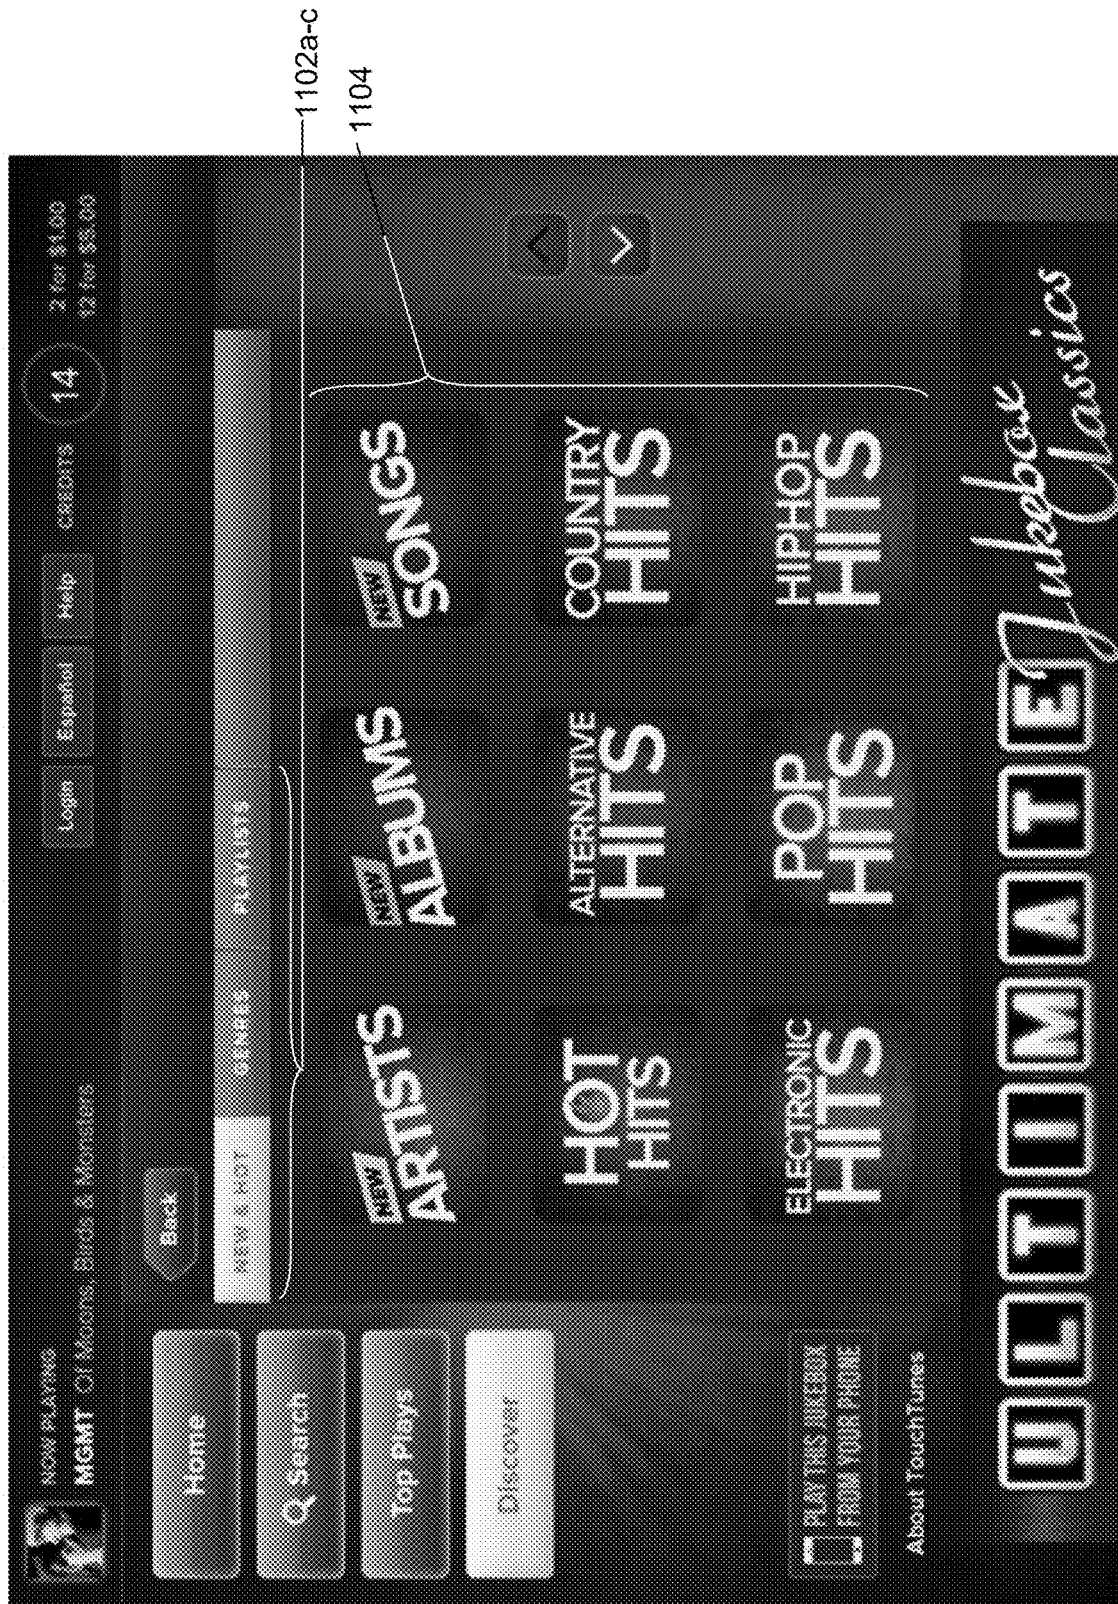 NOW PLAYING
MGMT Of Moons, Birds & Monsters
Login
Español
Help
CREDITS
14
2 for $1.00
12 for $5.00
Back
Home
Search
Top Plays
Discover
NEW & HOT
GENRES
PLAYLISTS
NEW
ARTISTS
NEW
ALBUMS
NEW
SONGS
HOT
HITS
ALTERNATIVE
HITS
COUNTRY
HITS
ELECTRONIC
HITS
POP
HITS
HIPHOP
HITS
PLAY THIS JUKEBOX
FROM YOUR PHONE
About TouchTunes
ULTIMATE Jukebox
Classics
1102a-c
1104